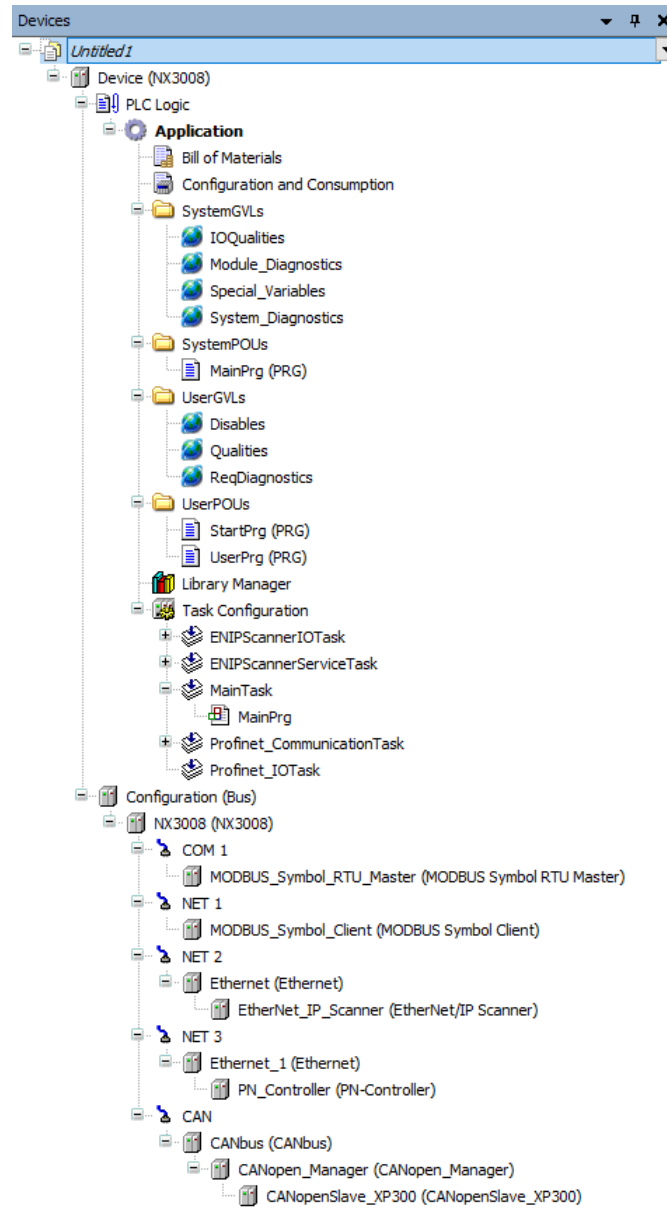 Devices
Untitled1
Device (NX3008)
PLC Logic
Application
Bill of Materials
Configuration and Consumption
SystemGVLs
IOQualities
Module_Diagnostics
Special_Variables
System_Diagnostics
SystemPOUs
MainPrg (PRG)
UserGVLs
Disables
Qualities
ReqDiagnostics
UserPOUs
StartPrg (PRG)
UserPrg (PRG)
Library Manager
Task Configuration
ENIPScannerIOTask
ENIPScannerServiceTask
MainTask
MainPrg
Profinet_CommunicationTask
Profinet_IOTask
Configuration (Bus)
NX3008 (NX3008)
COM 1
MODBUS_Symbol_RTU_Master (MODBUS Symbol RTU Master)
NET 1
MODBUS_Symbol_Client (MODBUS Symbol Client)
NET 2
Ethernet (Ethernet)
EtherNet_IP_Scanner (EtherNet/IP Scanner)
NET 3
Ethernet_1 (Ethernet)
PN_Controller (PN-Controller)
CAN
CANbus (CANbus)
CANopen_Manager (CANopen_Manager)
CANopenSlave_XP300 (CANopenSlave_XP300)